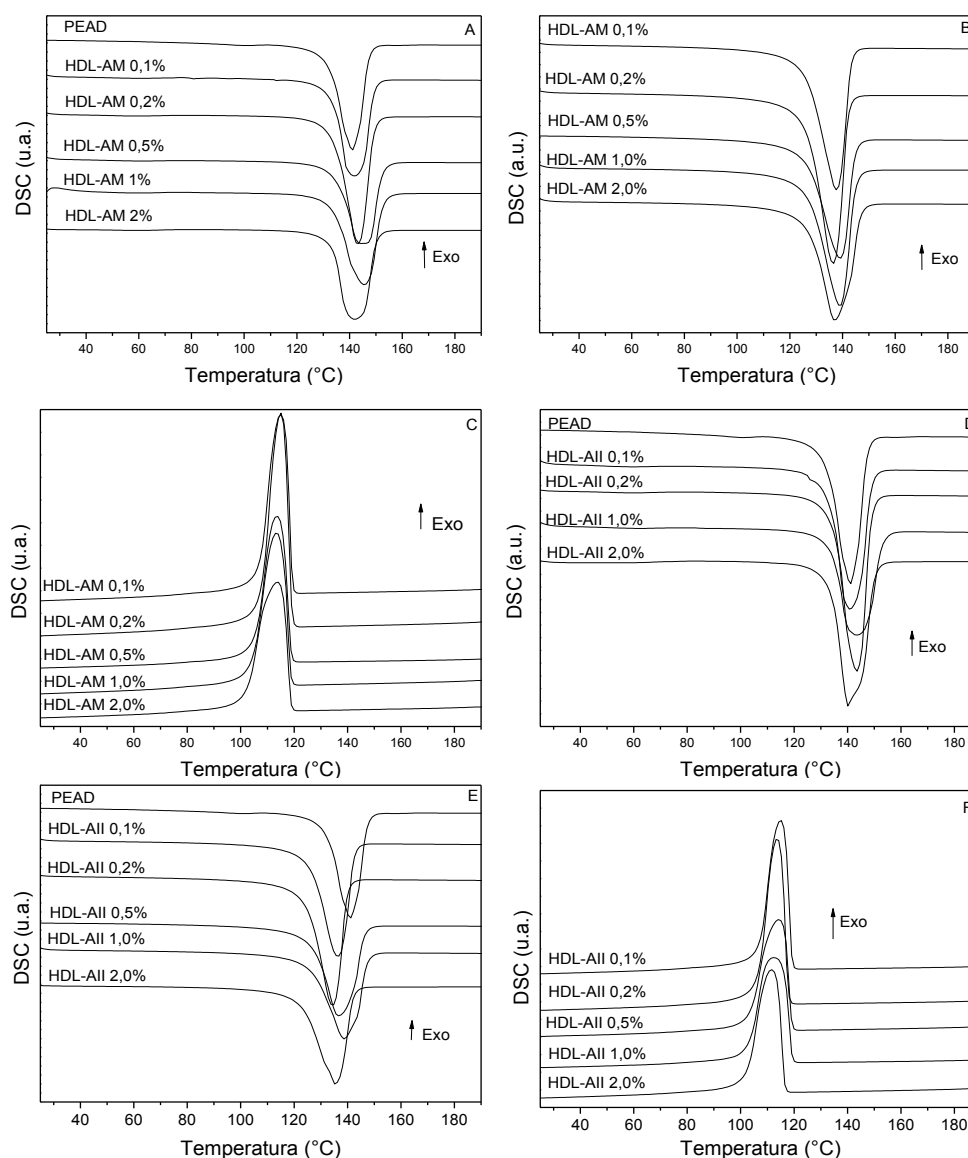 PEAD
A
HDL-AM 0,1%
HDL-AM 0,2%
HDL-AM 0,5%
HDL-AM 1%
HDL-AM 2%
Exo
DSC (u.a.)
40 60 80 100 120 140 160 180
Temperatura (°C)
HDL-AM 0,1%
B
HDL-AM 0,2%
HDL-AM 0,5%
HDL-AM 1,0%
HDL-AM 2,0%
Exo
DSC (a.u.)
40 60 80 100 120 140 160 180
Temperatura (°C)
C
Exo
HDL-AM 0,1%
HDL-AM 0,2%
HDL-AM 0,5%
HDL-AM 1,0%
HDL-AM 2,0%
DSC (u.a.)
40 60 80 100 120 140 160 180
Temperatura (°C)
PEAD
D
HDL-AII 0,1%
HDL-AII 0,2%
HDL-AII 1,0%
HDL-AII 2,0%
Exo
DSC (a.u.)
40 60 80 100 120 140 160 180
Temperatura (°C)
PEAD
E
HDL-AII 0,1%
HDL-AII 0,2%
HDL-AII 0,5%
HDL-AII 1,0%
HDL-AII 2,0%
Exo
DSC (u.a.)
40 60 80 100 120 140 160 180
Temperatura (°C)
F
Exo
HDL-AII 0,1%
HDL-AII 0,2%
HDL-AII 0,5%
HDL-AII 1,0%
HDL-AII 2,0%
DSC (u.a.)
40 60 80 100 120 140 160 180
Temperatura (°C)